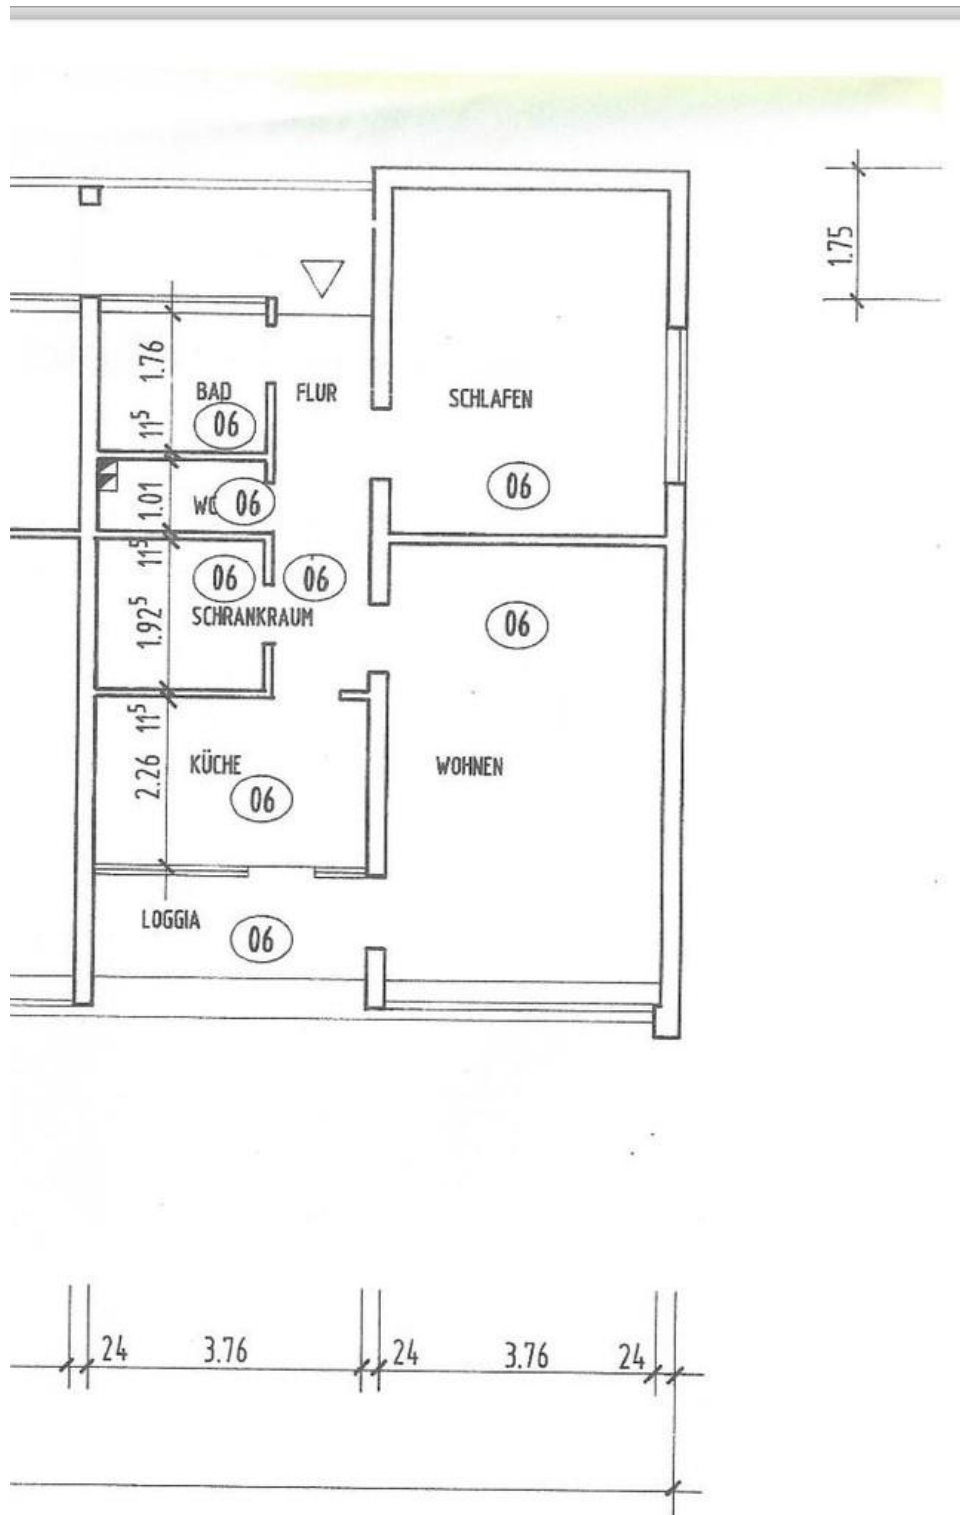 1.75
1.76
BAD
FLUR
SCHLAFEN
11⁵
06
06
1.01
WC
06
11⁵
06
06
06
1.92⁵
SCHRANKRAUM
11⁵
2.26
KÜCHE
WOHNEN
06
LOGGIA
06
24
3.76
24
3.76
24